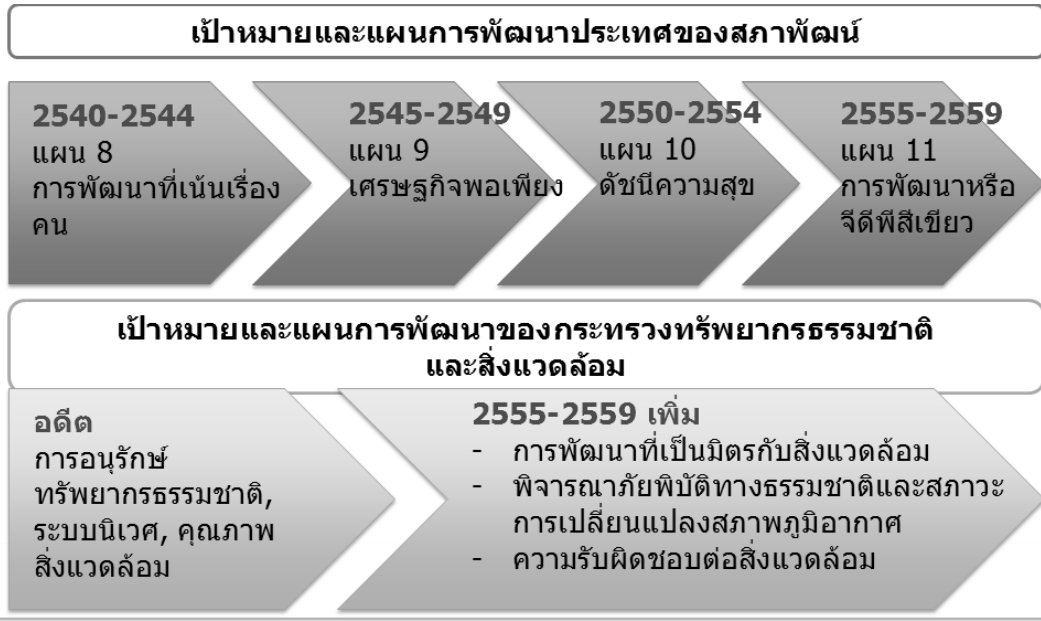 เป้าหมายและแผนการพัฒนาประเทศของสภาพัฒน์
2540-2544
แผน 8
การพัฒนาที่เน้นเรื่อง
คน
2545-2549
แผน 9
เศรษฐกิจพอเพียง
2550-2554
แผน 10
ดัชนีความสุข
2555-2559
แผน 11
การพัฒนาหรือ
จีดีพีสีเขียว
เป้าหมายและแผนการพัฒนาของกระทรวงทรัพยากรธรรมชาติ
และสิ่งแวดล้อม
อดีต
การอนุรักษ์
ทรัพยากรธรรมชาติ,
ระบบนิเวศ, คุณภาพ
สิ่งแวดล้อม
2555-2559 เพิ่ม
- การพัฒนาที่เป็นมิตรกับสิ่งแวดล้อม
- พิจารณาภัยพิบัติทางธรรมชาติและสภาวะ
การเปลี่ยนแปลงสภาพภูมิอากาศ
- ความรับผิดชอบต่อสิ่งแวดล้อม